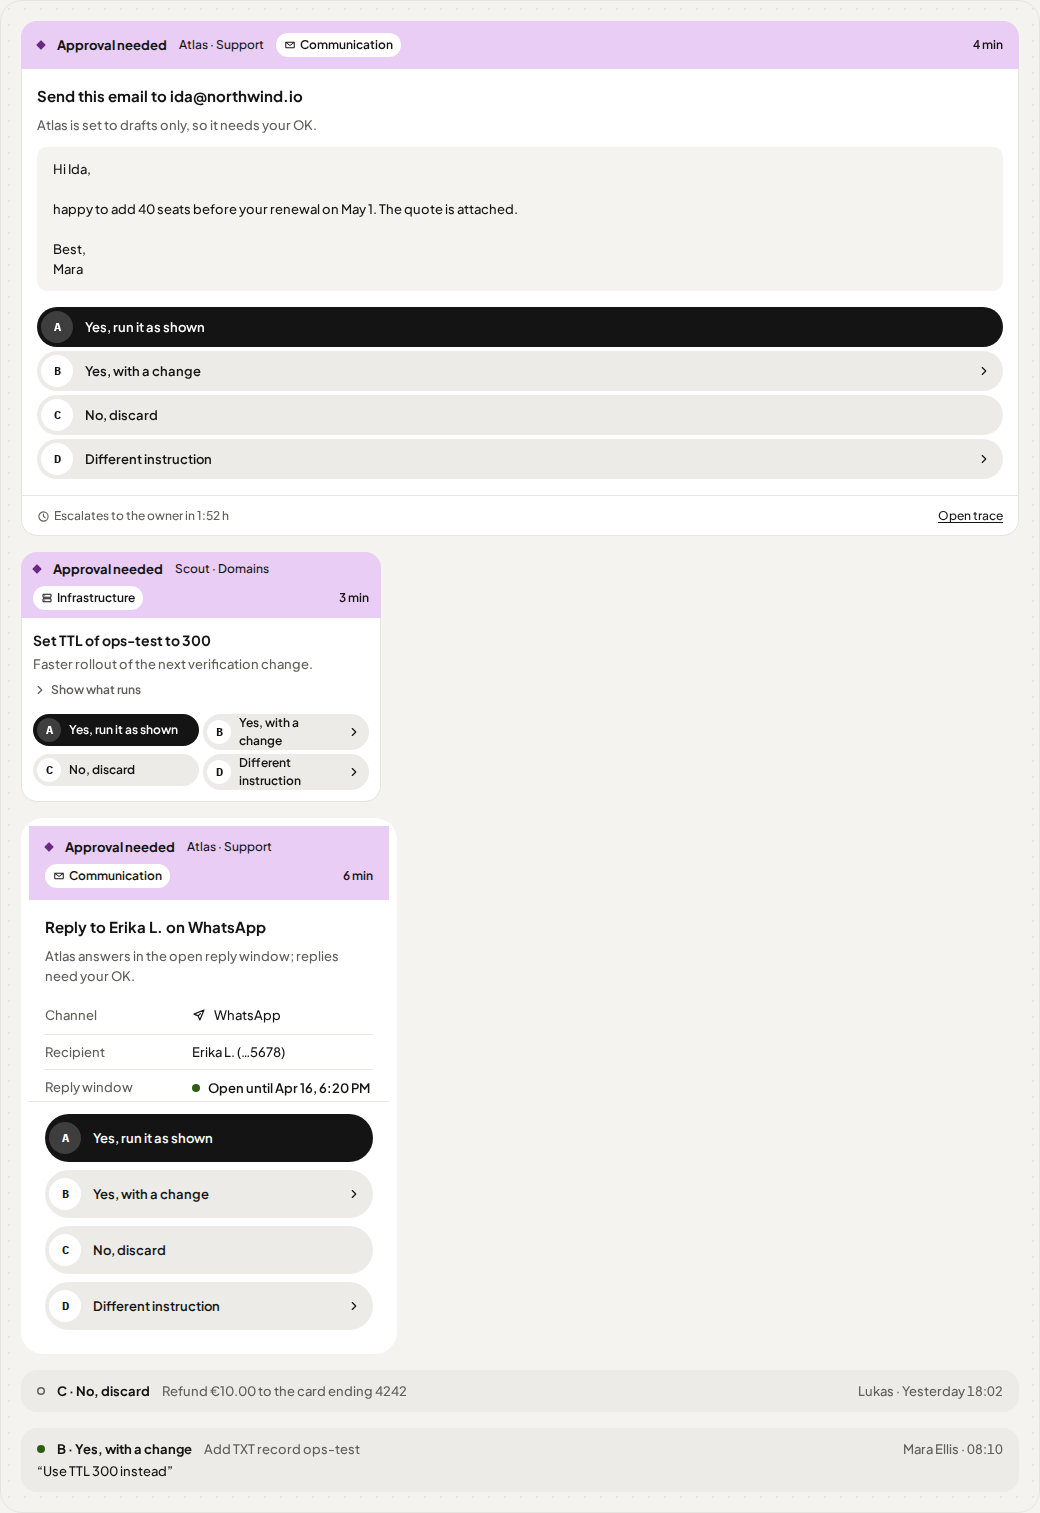 Approval needed Atlas · Support Communication 4 min
Send this email to ida@northwind.io
Atlas is set to drafts only, so it needs your OK.
Hi Ida,
happy to add 40 seats before your renewal on May 1. The quote is attached.
Best,
Mara
A Yes, run it as shown
B Yes, with a change
C No, discard
D Different instruction
Escalates to the owner in 1:52 h Open trace
Approval needed Scout · Domains
Infrastructure 3 min
Set TTL of ops-test to 300
Faster rollout of the next verification change.
Show what runs
A Yes, run it as shown
B Yes, with a
change
C No, discard
D Different
instruction
Approval needed Atlas · Support
Communication 6 min
Reply to Erika L. on WhatsApp
Atlas answers in the open reply window; replies
need your OK.
Channel WhatsApp
Recipient Erika L. (…5678)
Reply window Open until Apr 16, 6:20 PM
A Yes, run it as shown
B Yes, with a change
C No, discard
D Different instruction
C · No, discard Refund €10.00 to the card ending 4242 Lukas · Yesterday 18:02
B · Yes, with a change Add TXT record ops-test Mara Ellis · 08:10
“Use TTL 300 instead”